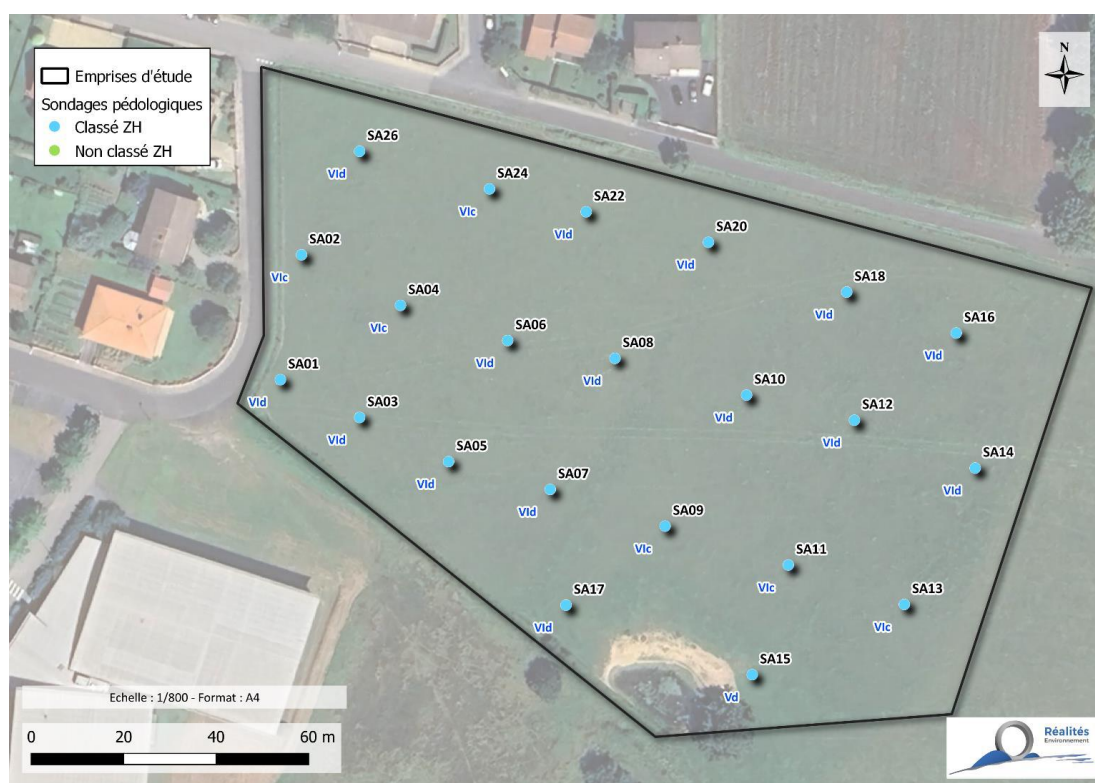 Emprises d'étude
Sondages pédologiques
Classé ZH
Non classé ZH
N
SA26
VId
SA24
VIc
SA22
VId
SA20
VId
SA02
VIc
SA18
VId
SA04
VIc
SA16
VId
SA06
VId
SA08
VId
SA01
VId
SA10
VId
SA03
VId
SA12
VId
SA05
VId
SA14
VId
SA07
VId
SA09
VIc
SA11
VIc
SA17
VId
SA13
VIc
SA15
Vd
Echelle : 1/800 - Format : A4
0 20 40 60 m
Réalités
Environnement